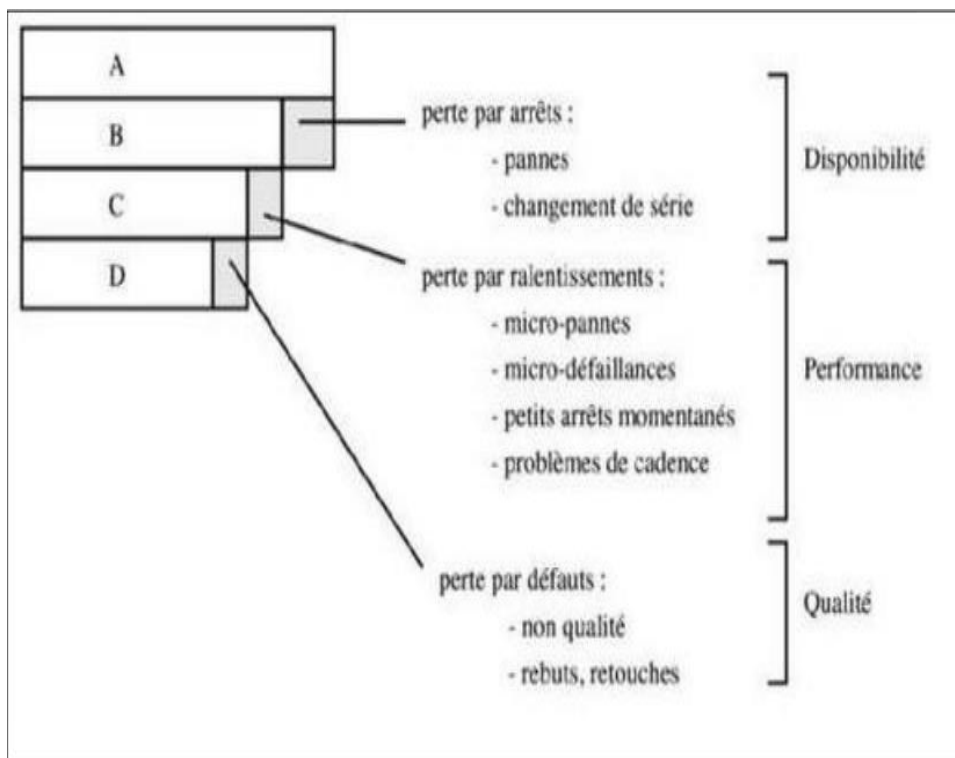 A
B
C
D
perte par arrêts :
- pannes
- changement de série
Disponibilité
perte par ralentissements :
- micro-pannes
- micro-défaillances
- petits arrêts momentanés
- problèmes de cadence
Performance
perte par défauts :
- non qualité
- rebuts, retouches
Qualité